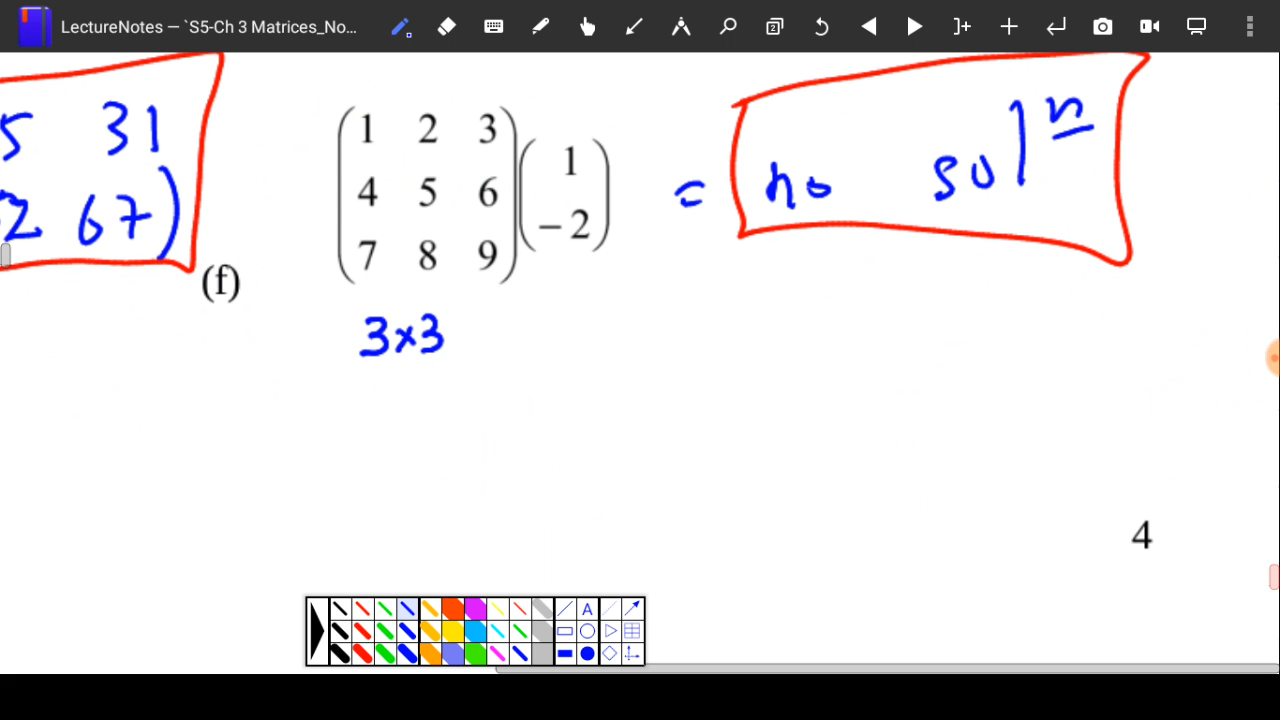 LectureNotes — `S5-Ch 3 Matrices_No...
5 31
2 67)
(f)
1 2 3
4 5 6
7 8 9
1
−2
= no solⁿ
3×3
4
A